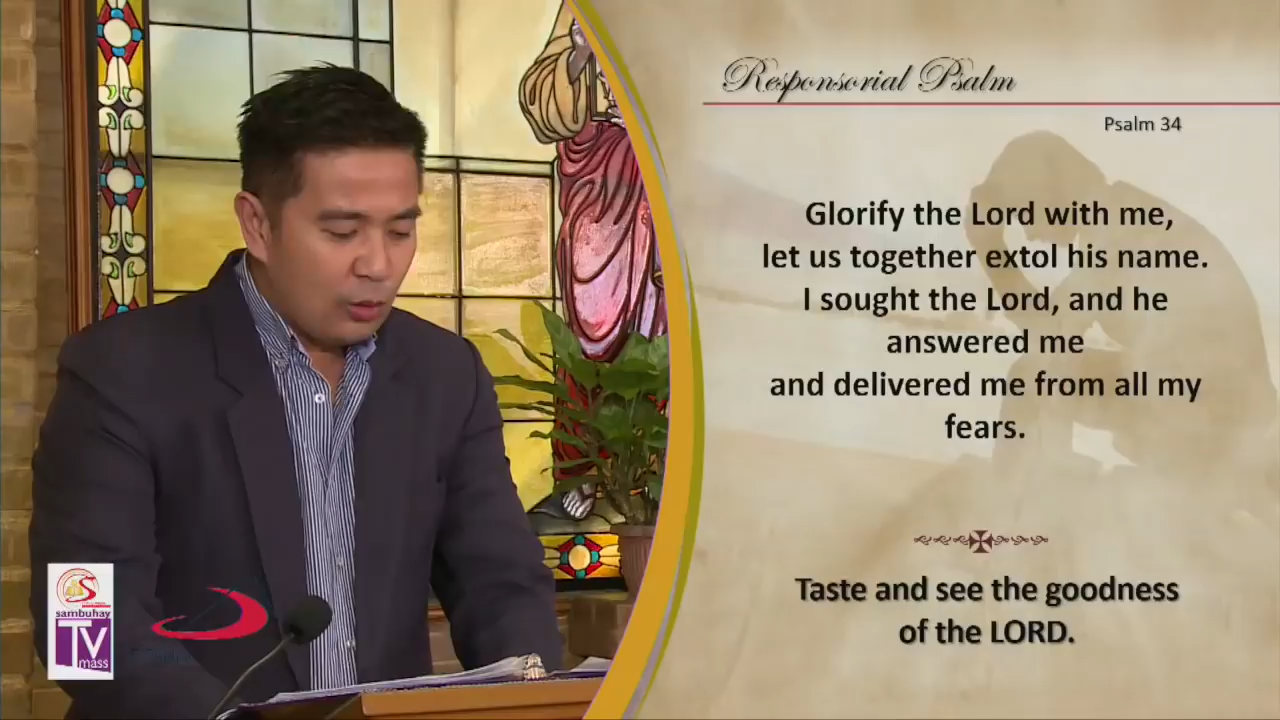 Responsorial Psalm
Psalm 34
Glorify the Lord with me,
let us together extol his name.
I sought the Lord, and he
answered me
and delivered me from all my
fears.
Taste and see the goodness
of the LORD.
sambuhay
TV
mass